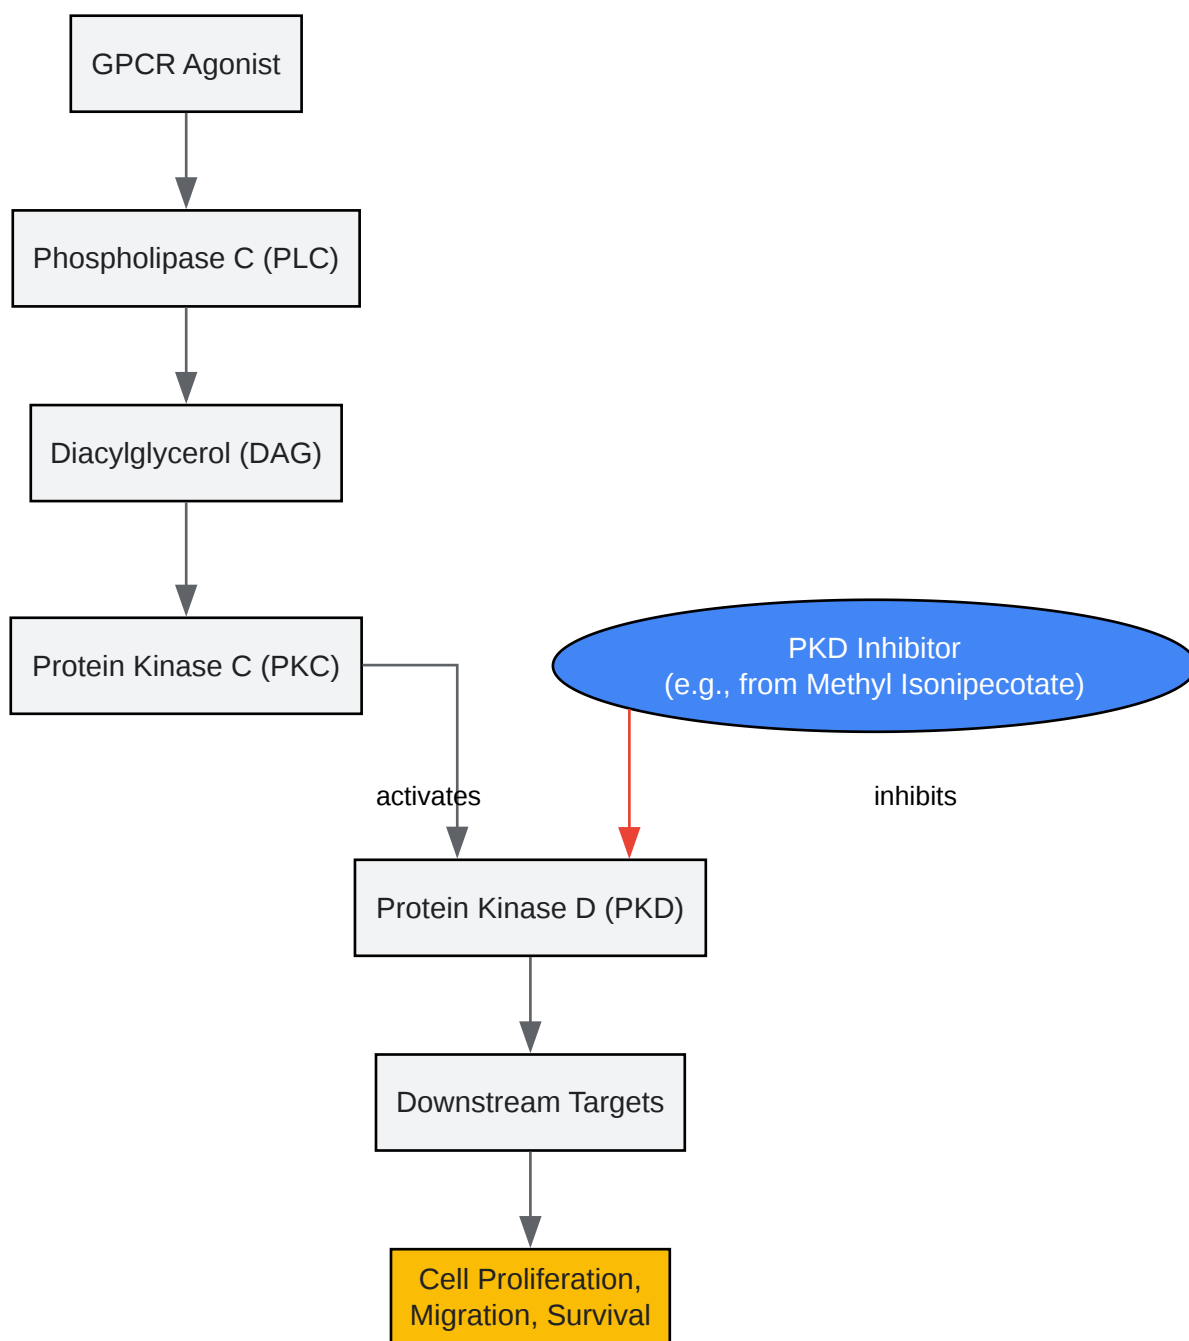 GPCR Agonist
Phospholipase C (PLC)
Diacylglycerol (DAG)
Protein Kinase C (PKC)
PKD Inhibitor
(e.g., from Methyl Isonipecotate)
activates
inhibits
Protein Kinase D (PKD)
Downstream Targets
Cell Proliferation,
Migration, Survival